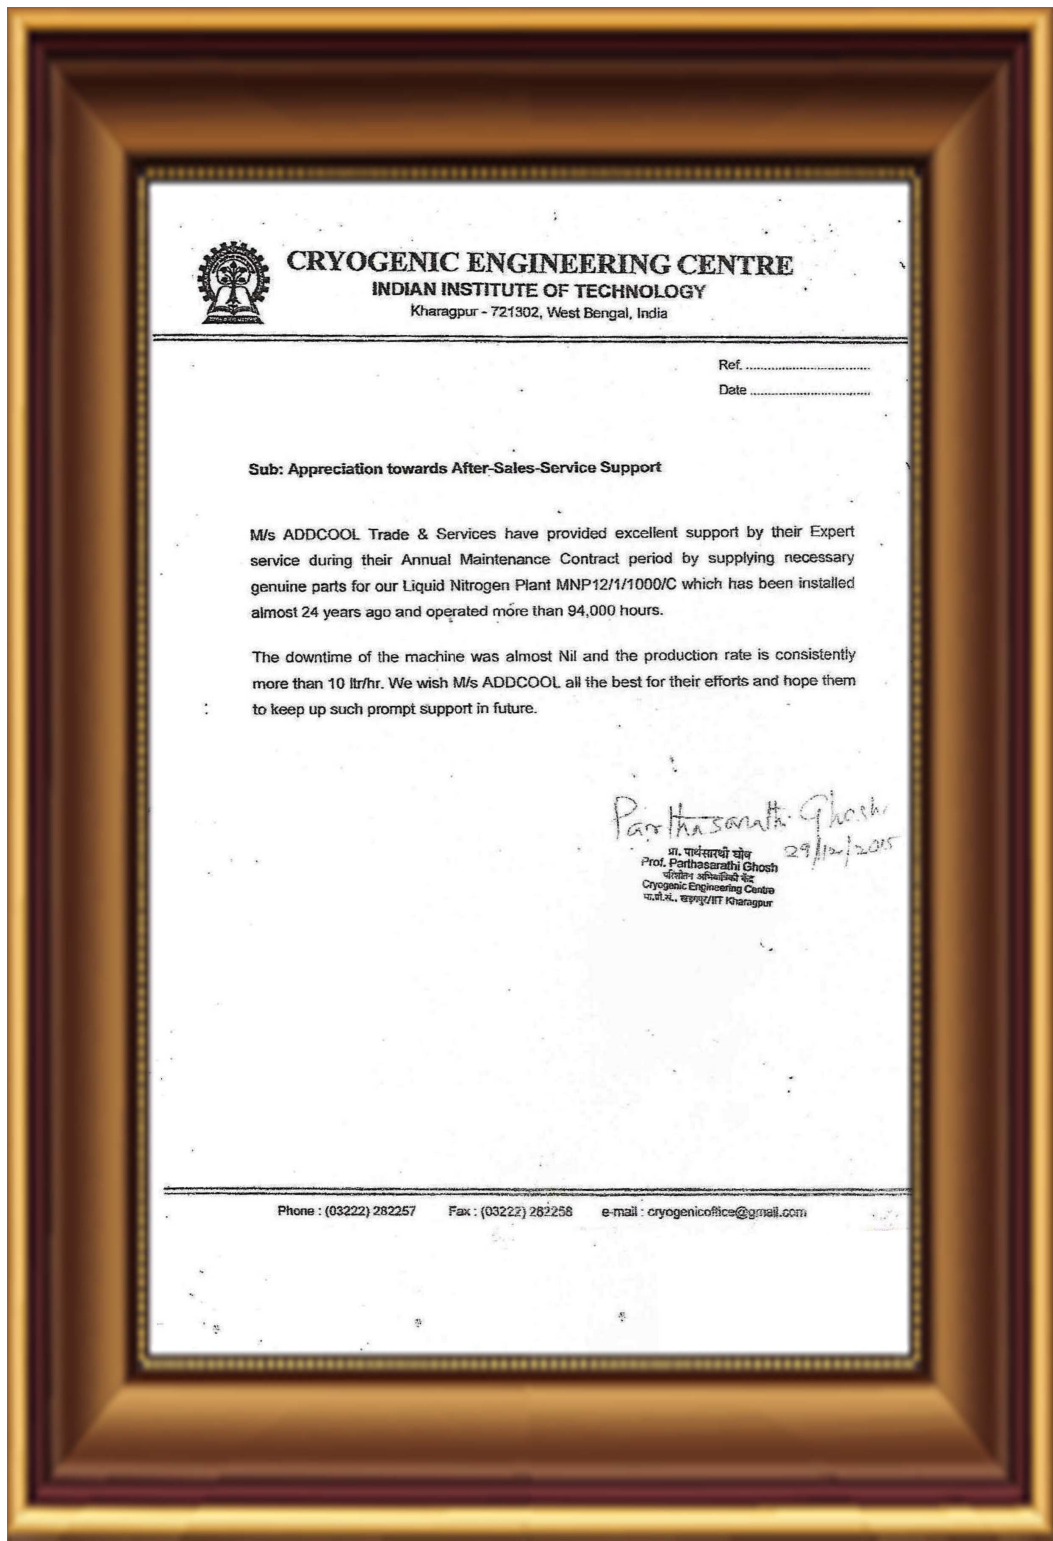 CRYOGENIC ENGINEERING CENTRE
INDIAN INSTITUTE OF TECHNOLOGY
Kharagpur - 721302, West Bengal, India
Ref. ..................................
Date .................................
Sub: Appreciation towards After-Sales-Service Support
M/s ADDCOOL Trade & Services have provided excellent support by their Expert
service during their Annual Maintenance Contract period by supplying necessary
genuine parts for our Liquid Nitrogen Plant MNP12/1/1000/C which has been installed
almost 24 years ago and operated more than 94,000 hours.
The downtime of the machine was almost Nil and the production rate is consistently
more than 10 ltr/hr. We wish M/s ADDCOOL all the best for their efforts and hope them
to keep up such prompt support in future.
Parthasarathi Ghosh
29/12/2015
प्रा. पार्थसारथी घोष
Prof. Parthasarathi Ghosh
केंद्र
Cryogenic Engineering Centre
भा.प्रौ.सं., खड़गपुर/IIT Kharagpur
Phone : (03222) 282257 Fax : (03222) 282258 e-mail : cryogenicoffice@gmail.com